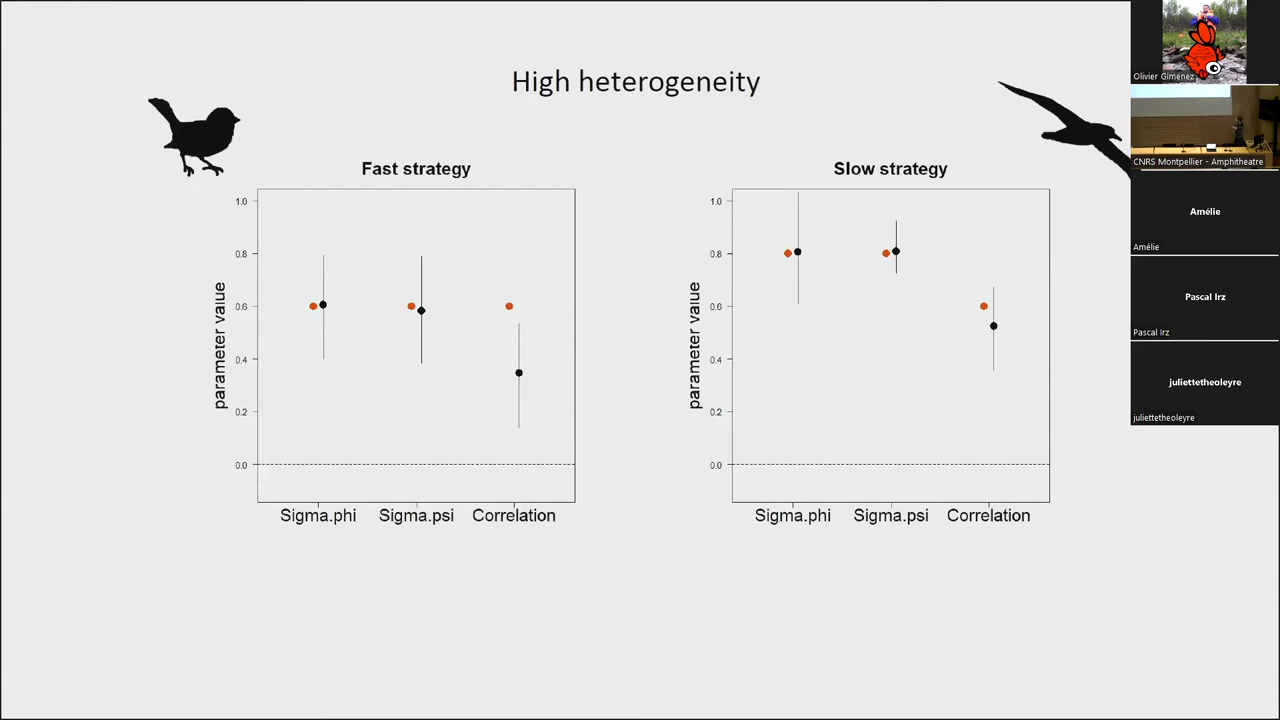 High heterogeneity
Fast strategy
parameter value
1.0
0.8
0.6
0.4
0.2
0.0
Sigma.phi Sigma.psi Correlation
Slow strategy
parameter value
1.0
0.8
0.6
0.4
0.2
0.0
Sigma.phi Sigma.psi Correlation
Olivier Gimenez
CNRS Montpellier - Amphitheatre
Amélie
Amélie
Pascal Irz
Pascal Irz
juliettetheoleyre
juliettetheoleyre